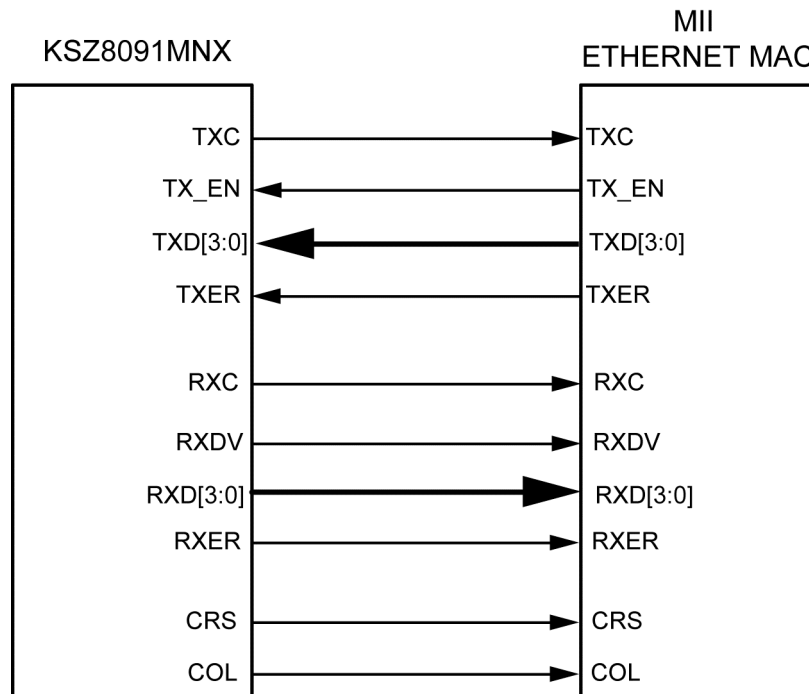 KSZ8091MNX
MII
ETHERNET MAC
TXC TXC
TX_EN TX_EN
TXD[3:0] TXD[3:0]
TXER TXER
RXC RXC
RXDV RXDV
RXD[3:0] RXD[3:0]
RXER RXER
CRS CRS
COL COL